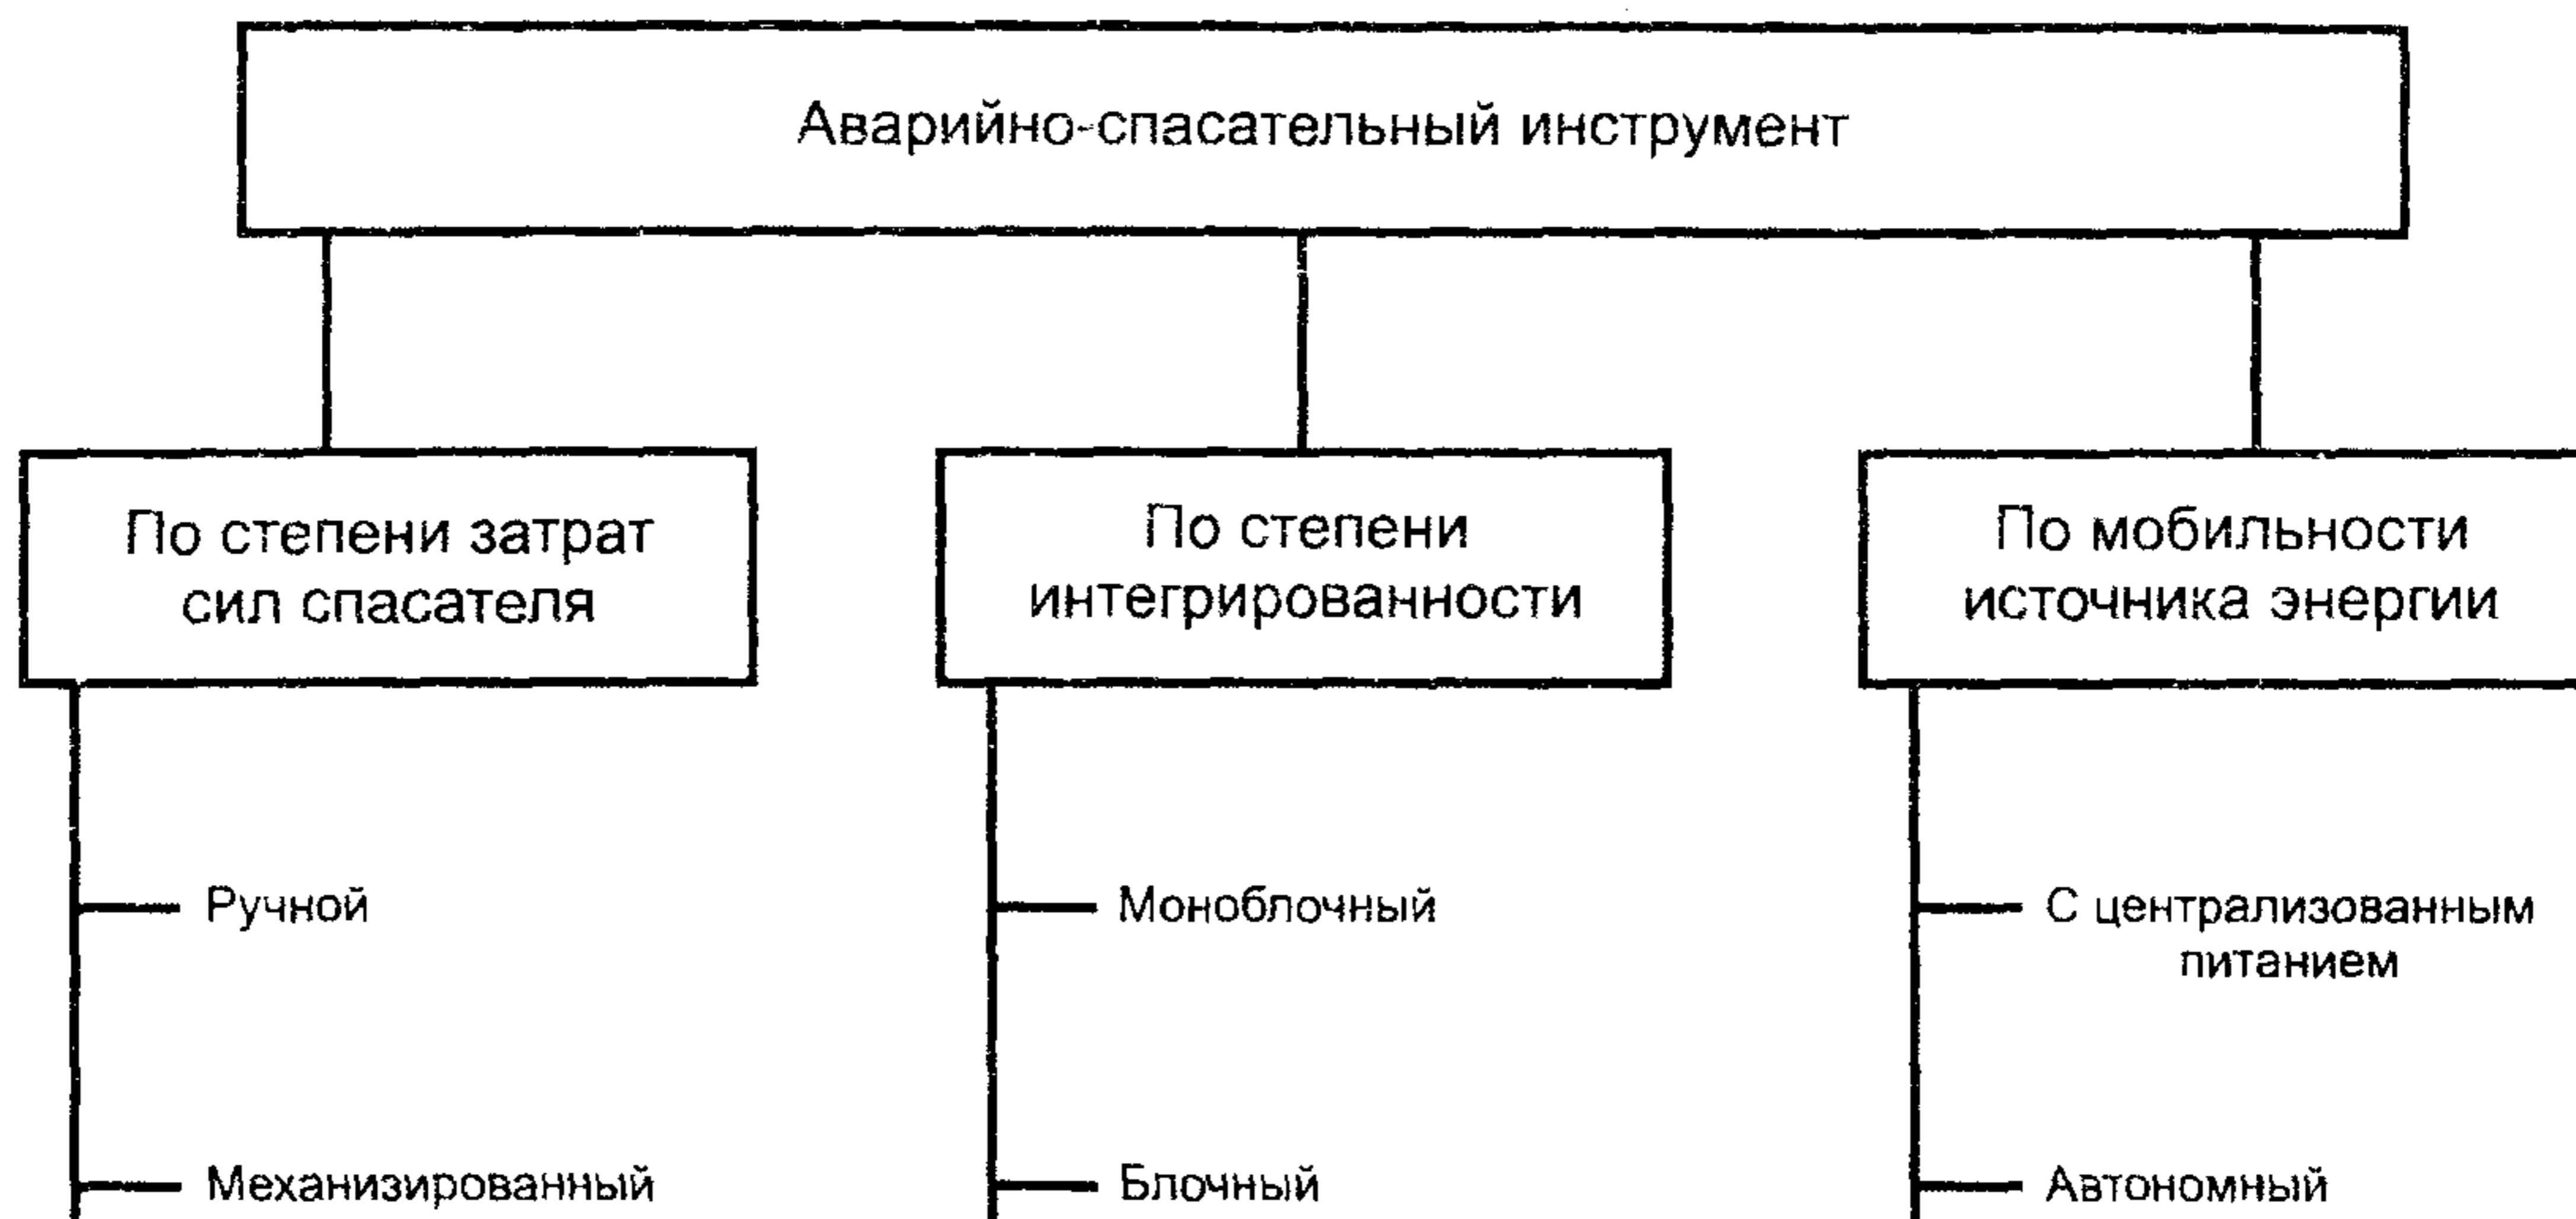 Аварийно-спасательный инструмент
По степени затрат
сил спасателя
По степени
интегрированности
По мобильности
источника энергии
Ручной
Моноблочный
С централизованным
питанием
Механизированный
Блочный
Автономный